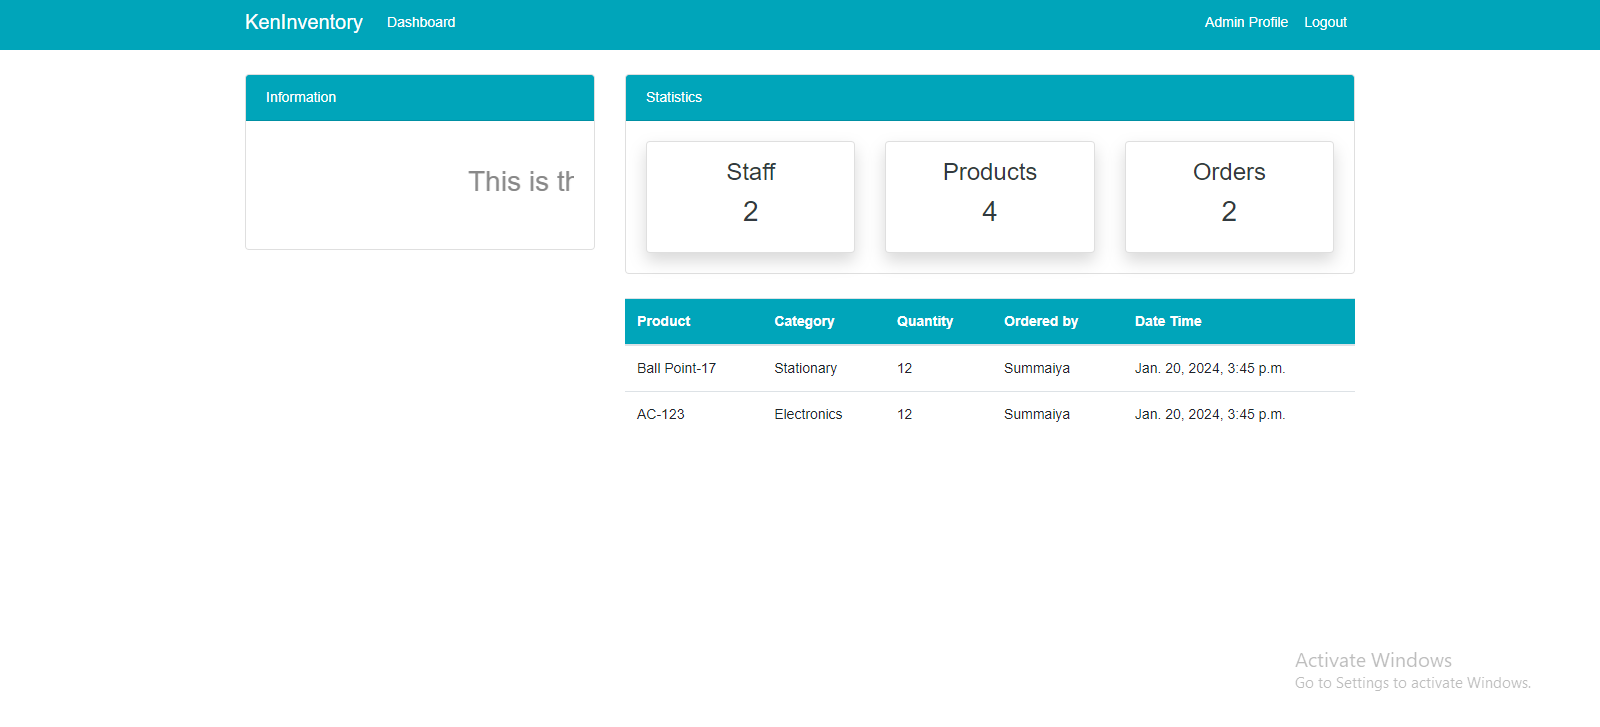 KenInventory Dashboard Admin Profile Logout
Information
This is
Statistics
Staff
2
Products
4
Orders
2
Product Category Quantity Ordered by Date Time
Ball Point-17 Stationary 12 Summaiya Jan. 20, 2024, 3:45 p.m.
AC-123 Electronics 12 Summaiya Jan. 20, 2024, 3:45 p.m.
Activate Windows
Go to Settings to activate Windows.